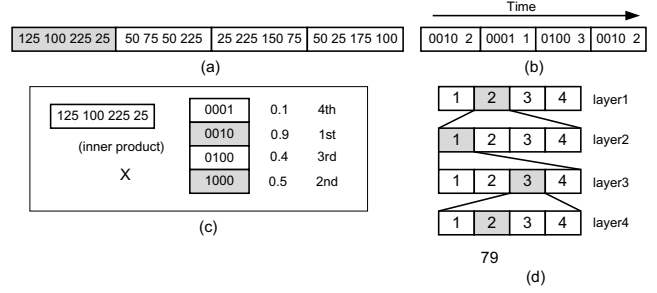 Time
125 100 225 25 50 75 50 225 25 225 150 75 50 25 175 100
0010 2 0001 1 0100 3 0010 2
(a)
(b)
125 100 225 25
(inner product)
X
0001 0.1 4th
0010 0.9 1st
0100 0.4 3rd
1000 0.5 2nd
(c)
1 2 3 4 layer1
1 2 3 4 layer2
1 2 3 4 layer3
1 2 3 4 layer4
79
(d)